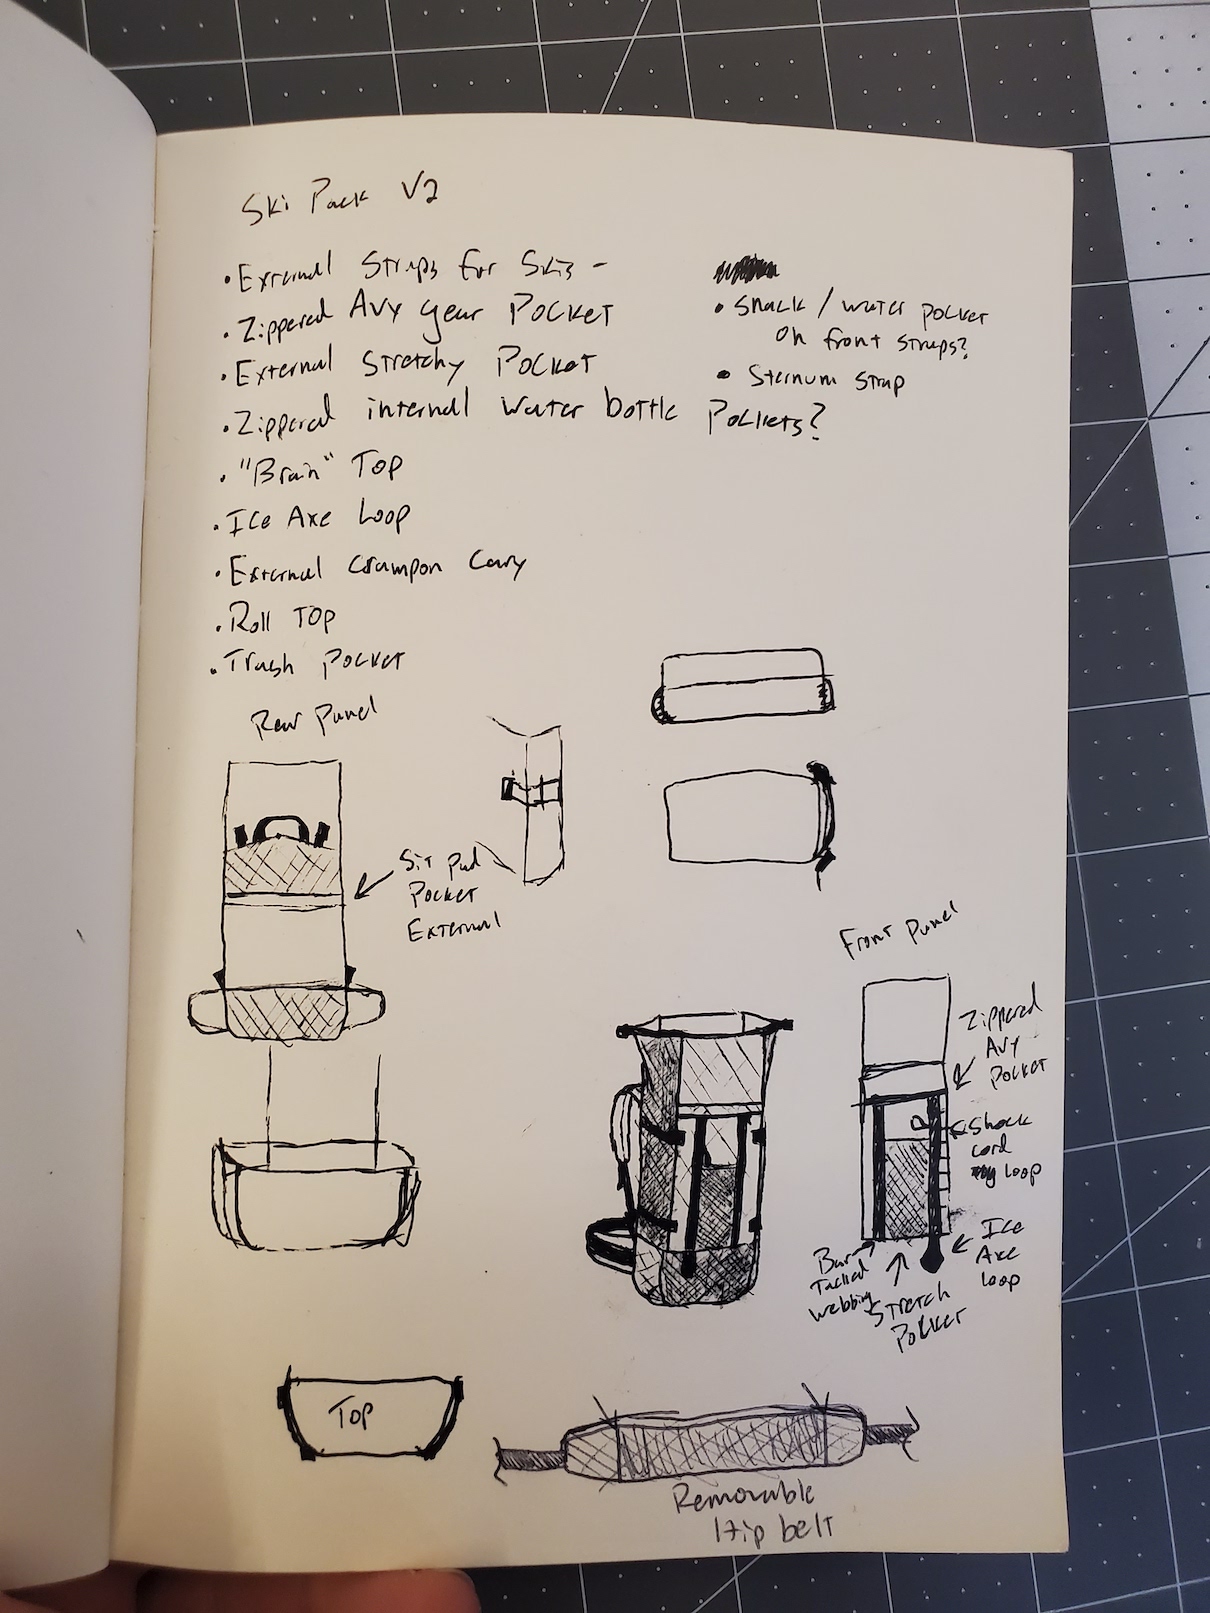 Ski Pack V2
• External Straps for Skis -
• Zippered Avy gear Pocket
• External Stretchy Pocket
• Zippered internal water bottle Pockets?
• "Brain" Top
• Ice Axe Loop
• External crampon Cary
• Roll Top
• Trash Pocket
• Snack / water pocket
on front straps?
• Sternum Strap
Rear Panel
Sit pad
Pocket
External
Front Panel
Zippered
Avy
Pocket
Shock
cord
loop
Ice
Axe
loop
Bar
Tacked
webbing
Stretch
Pocket
Top
Removable
Hip belt